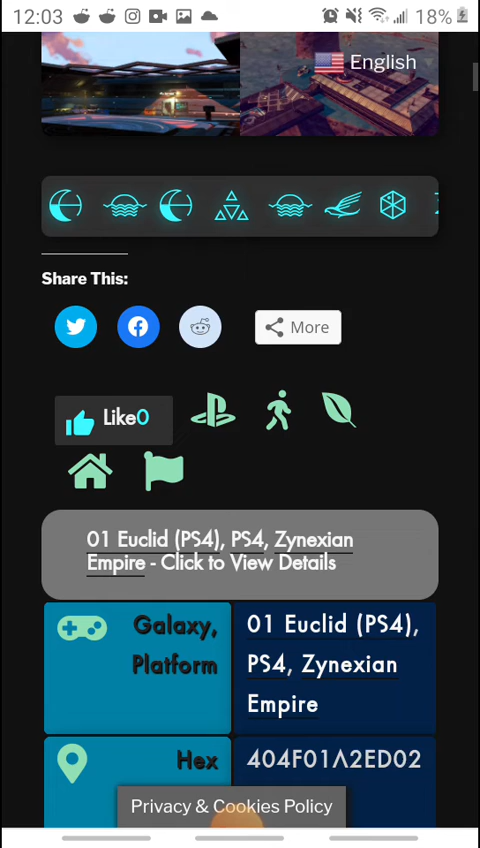 12:03
18%
English
Share This:
More
Like0
01 Euclid (PS4), PS4, Zynexian
Empire - Click to View Details
Galaxy,
Platform
01 Euclid (PS4),
PS4, Zynexian
Empire
Hex
404F01A2ED02
Privacy & Cookies Policy